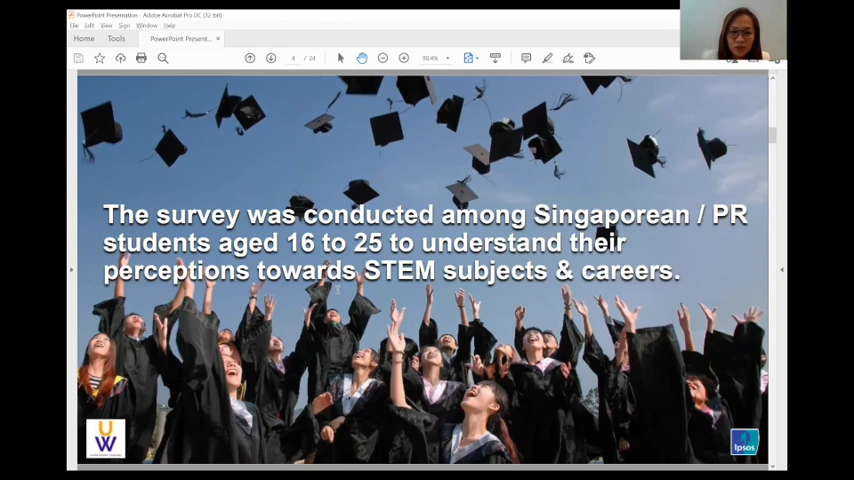 PowerPoint Presentation - Adobe Acrobat Pro DC (32-bit)
File Edit View Sign Window Help
Home Tools PowerPoint Present... ×
4 / 24 98.4%
The survey was conducted among Singaporean / PR
students aged 16 to 25 to understand their
perceptions towards STEM subjects & careers.
UW
Ipsos